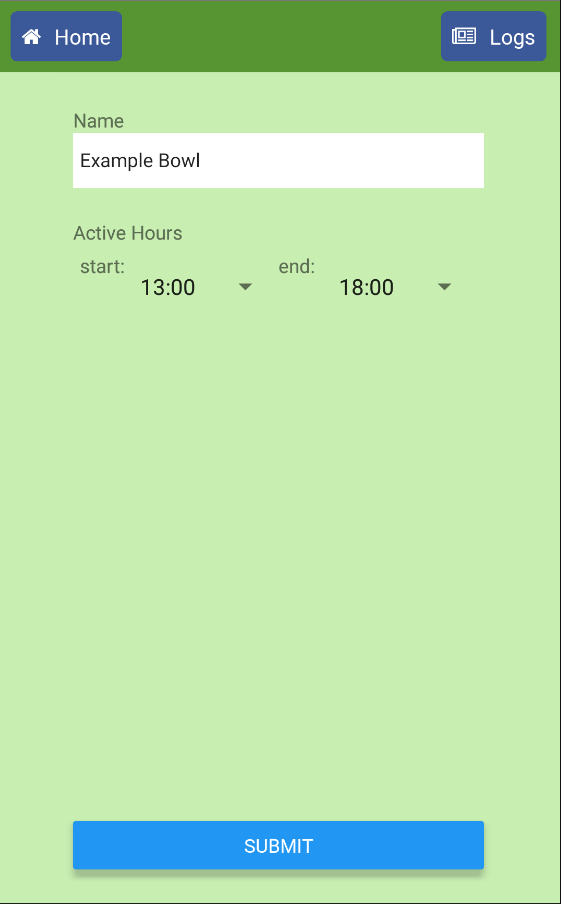 Home Logs
Name
Example Bowl
Active Hours
start: 13:00 end: 18:00
SUBMIT